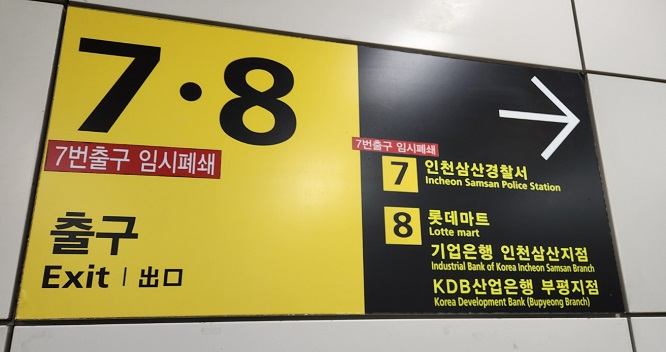 7·8
7번출구 임시폐쇄
출구
Exit | 出口
7번출구 임시폐쇄
7 인천삼산경찰서
Incheon Samsan Police Station
8 롯데마트
Lotte mart
기업은행 인천삼산지점
Industrial Bank of Korea Incheon Samsan Branch
KDB산업은행 부평지점
Korea Development Bank (Bupyeong Branch)